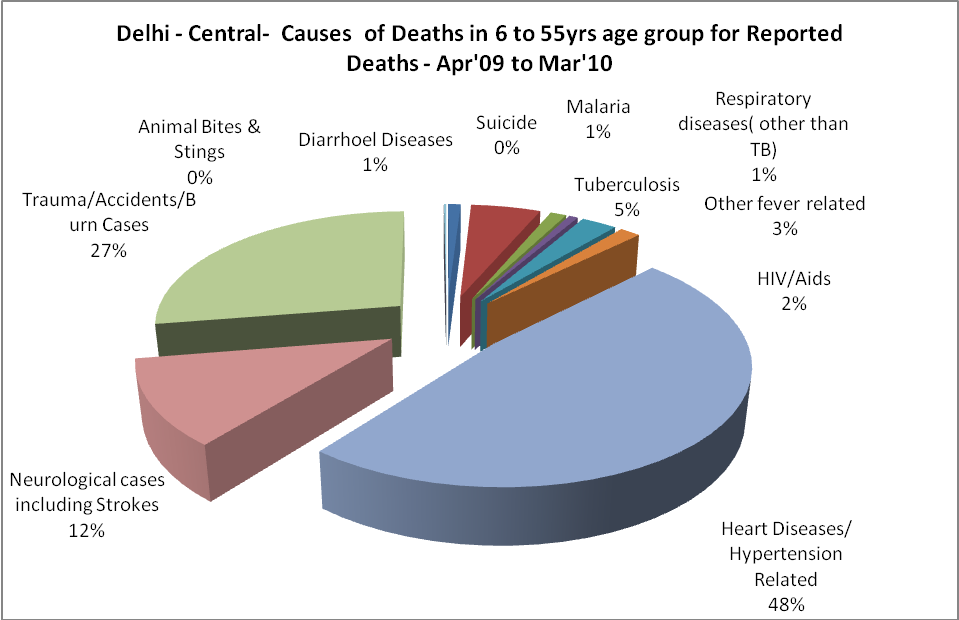 Delhi - Central-  Causes  of Deaths in 6 to 55yrs age group for Reported
Deaths - Apr'09 to Mar'10
Animal Bites &
Stings
0%
Diarrhoel Diseases
1%
Suicide
0%
Malaria
1%
Respiratory
diseases( other than
TB)
1%
Trauma/Accidents/B
urn Cases
27%
Tuberculosis
5%
Other fever related
3%
HIV/Aids
2%
Neurological cases
including Strokes
12%
Heart Diseases/
Hypertension
Related
48%